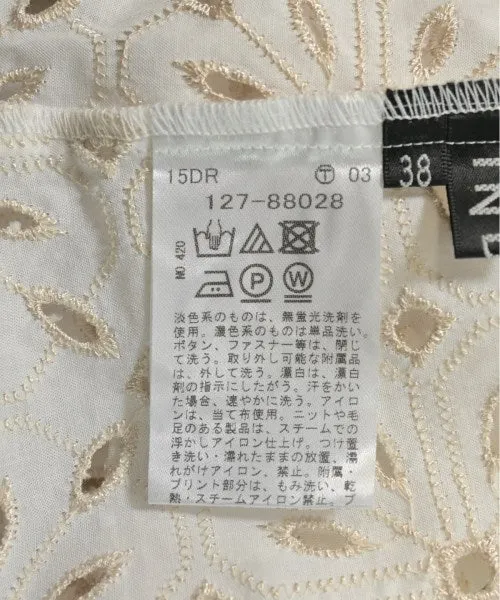 15DR Ⓣ 03
127-88028
38
NO.420
P W
淡色系のものは、無蛍光洗剤を
使用。濃色系のものは単品洗い。
ボタン、ファスナー等は、閉じ
て洗う。取り外し可能な附属品
は、外して洗う。漂白は、漂白
剤の指示にしたがう。汗をかい
た場合、速やかに洗う。アイロ
ンは、当て布使用。ニットや毛
足のある製品は、スチームでの
浮かしアイロン仕上げ。つけ置
き洗い・濡れたままの放置、濡
れがけアイロン、禁止。附属・
プリント部分は、もみ洗い、乾
熱・スチームアイロン禁止。プ